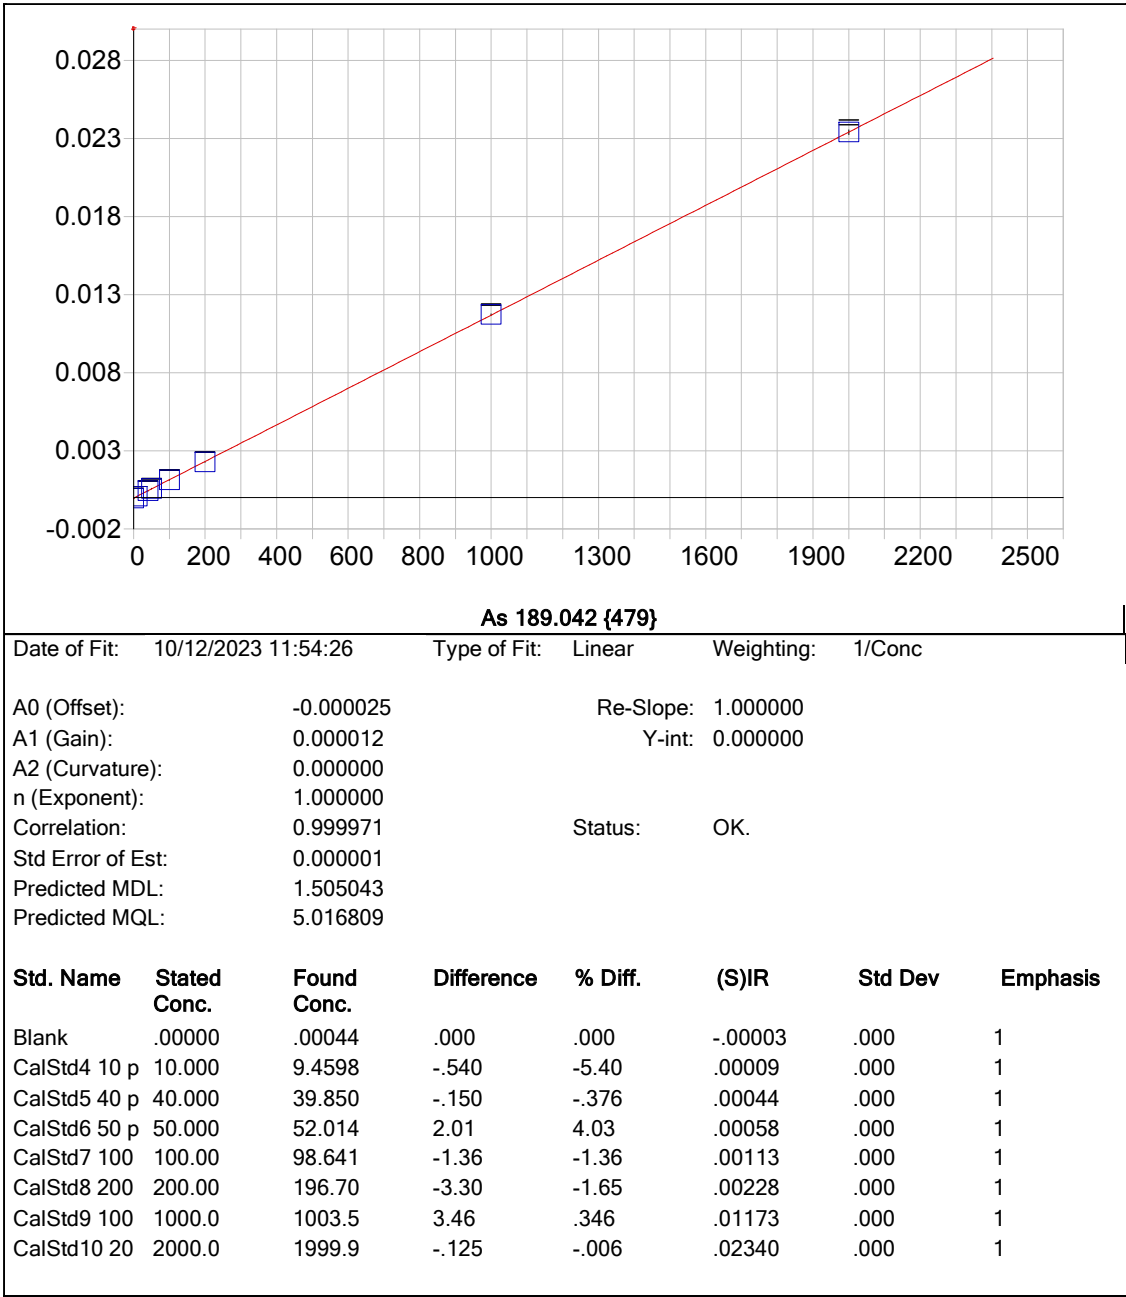 0.028
0.023
0.018
0.013
0.008
0.003
-0.002
0 200 400 600 800 1000 1300 1600 1900 2200 2500
As 189.042 {479}
Date of Fit: 10/12/2023 11:54:26 Type of Fit: Linear Weighting: 1/Conc
A0 (Offset): -0.000025 Re-Slope: 1.000000
A1 (Gain): 0.000012 Y-int: 0.000000
A2 (Curvature): 0.000000
n (Exponent): 1.000000
Correlation: 0.999971 Status: OK.
Std Error of Est: 0.000001
Predicted MDL: 1.505043
Predicted MQL: 5.016809
Std. Name Stated Found Difference % Diff. (S)IR Std Dev Emphasis
Conc. Conc.
Blank .00000 .00044 .000 .000 -.00003 .000 1
CalStd4 10 p 10.000 9.4598 -.540 -5.40 .00009 .000 1
CalStd5 40 p 40.000 39.850 -.150 -.376 .00044 .000 1
CalStd6 50 p 50.000 52.014 2.01 4.03 .00058 .000 1
CalStd7 100 100.00 98.641 -1.36 -1.36 .00113 .000 1
CalStd8 200 200.00 196.70 -3.30 -1.65 .00228 .000 1
CalStd9 100 1000.0 1003.5 3.46 .346 .01173 .000 1
CalStd10 20 2000.0 1999.9 -.125 -.006 .02340 .000 1